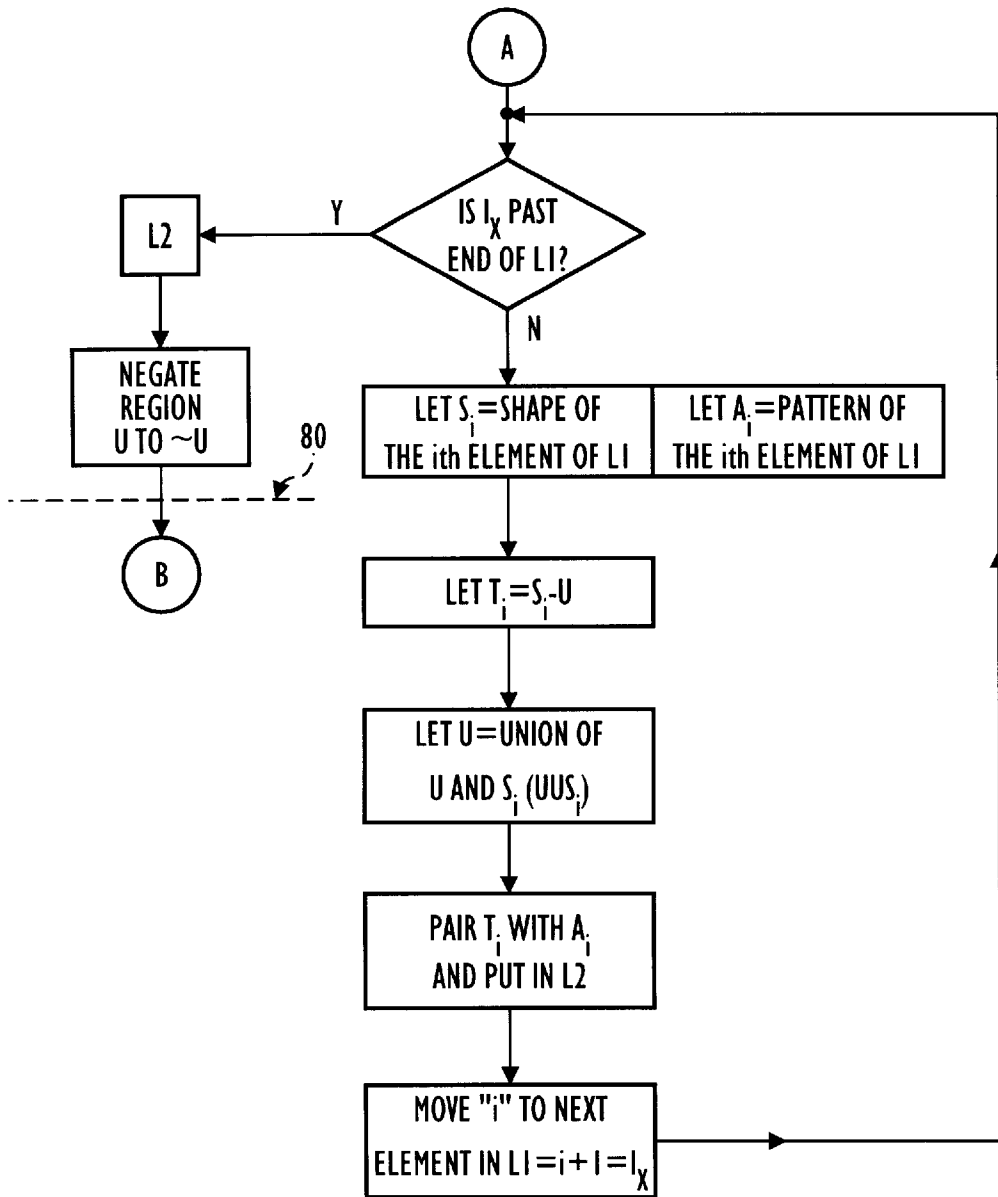 A
IS I_X PAST
END OF L1?
Y
L2
N
NEGATE
REGION
U TO ~U
80
B
LET S_i=SHAPE OF
THE ith ELEMENT OF L1
LET A_i=PATTERN OF
THE ith ELEMENT OF L1
LET T_i=S_i-U
LET U=UNION OF
U AND S_i (UUS_i)
PAIR T_i WITH A_i
AND PUT IN L2
MOVE "i" TO NEXT
ELEMENT IN L1=i+1=I_X